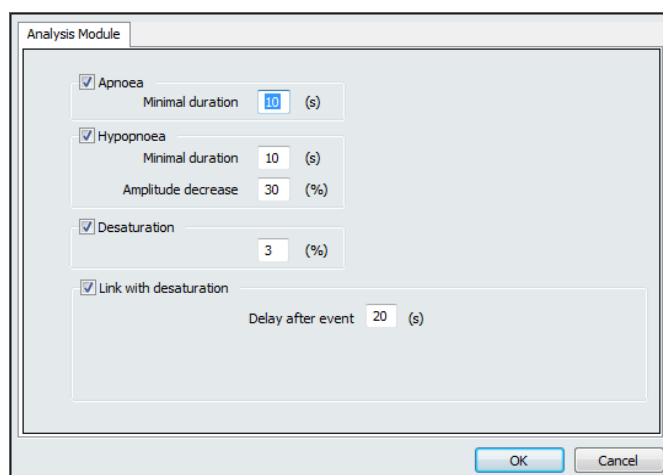 Analysis Module
Apnoea
Minimal duration 10 (s)
Hypopnoea
Minimal duration 10 (s)
Amplitude decrease 30 (%)
Desaturation
3 (%)
Link with desaturation
Delay after event 20 (s)
OK Cancel